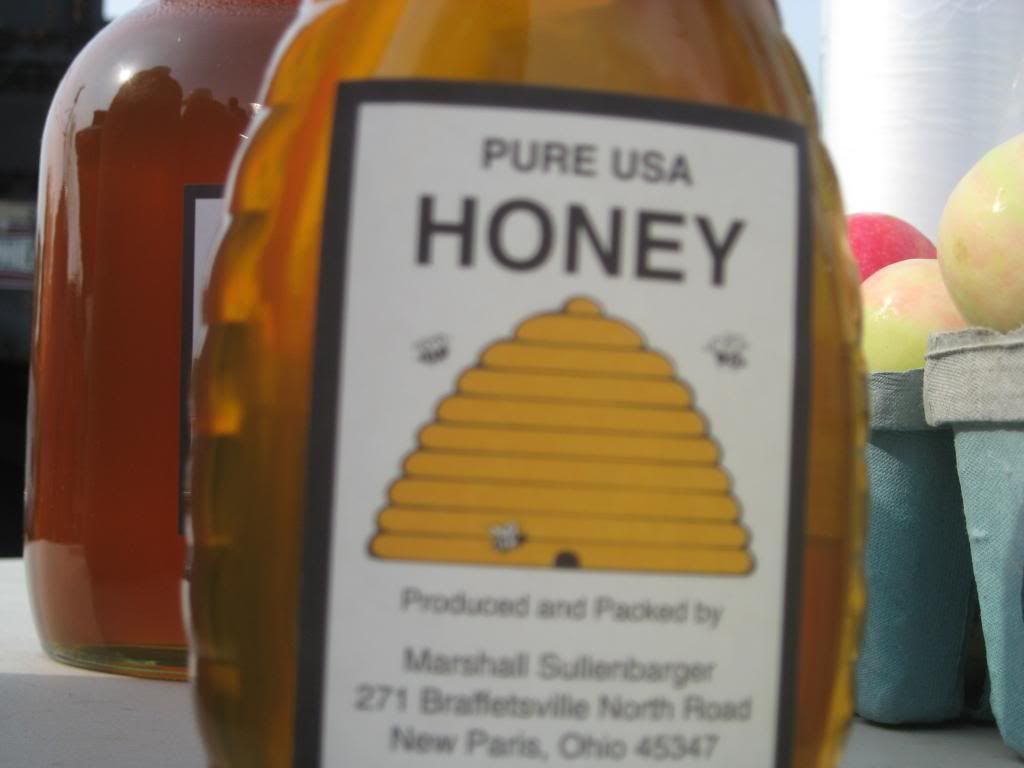 PURE USA
HONEY
Produced and Packed by
Marshall Sullenbarger
271 Braffetsville North Road
New Paris, Ohio 45347